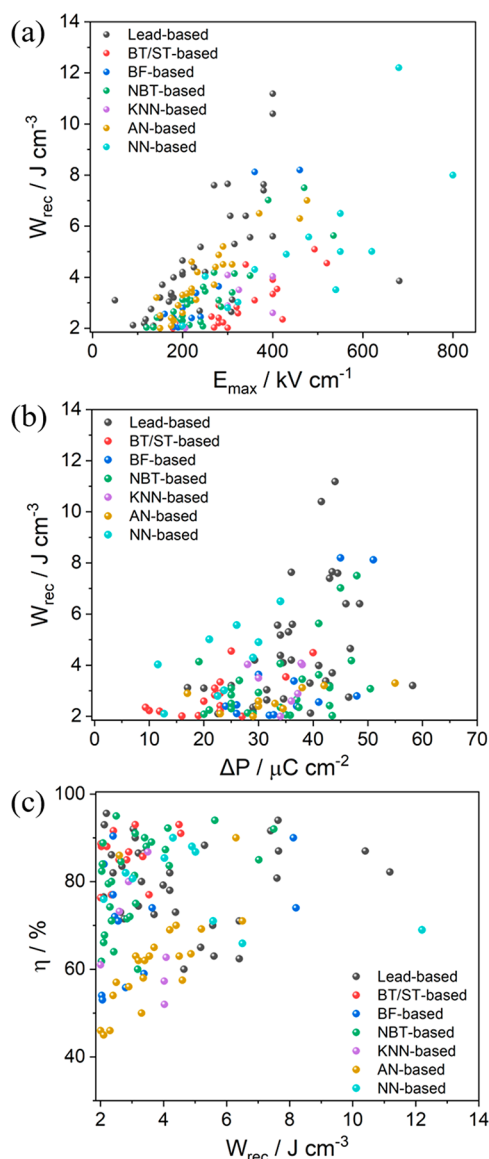 (a)
Lead-based
BT/ST-based
BF-based
NBT-based
KNN-based
AN-based
NN-based
14
12
10
8
6
4
2
W_rec / J cm⁻³
0 200 400 600 800
E_max / kV cm⁻¹
(b)
Lead-based
BT/ST-based
BF-based
NBT-based
KNN-based
AN-based
NN-based
14
12
10
8
6
4
2
W_rec / J cm⁻³
0 10 20 30 40 50 60 70
ΔP / μC cm⁻²
(c)
100
80
60
40
η / %
Lead-based
BT/ST-based
BF-based
NBT-based
KNN-based
AN-based
NN-based
2 4 6 8 10 12 14
W_rec / J cm⁻³